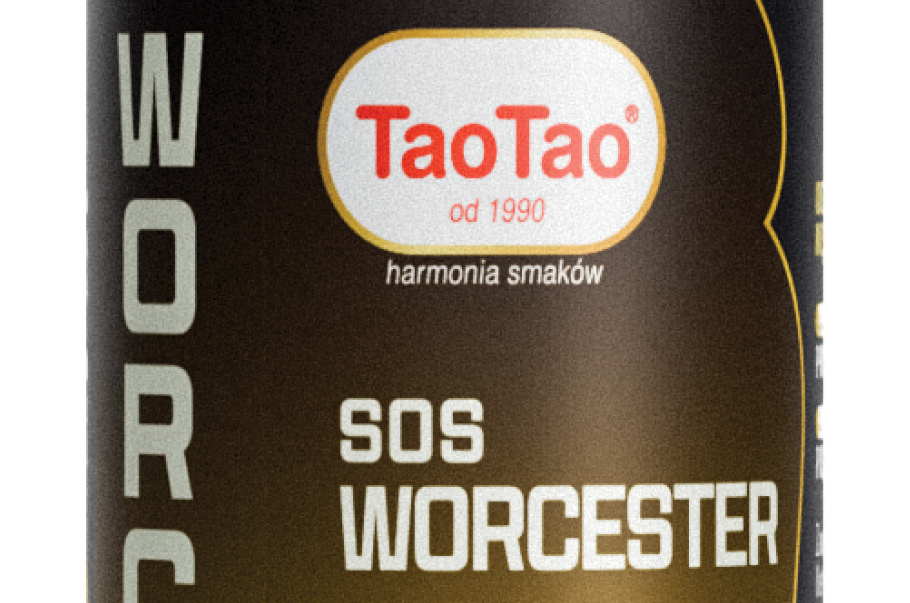 WORC
TaoTao®
od 1990
harmonia smaków
SOS
WORCESTER